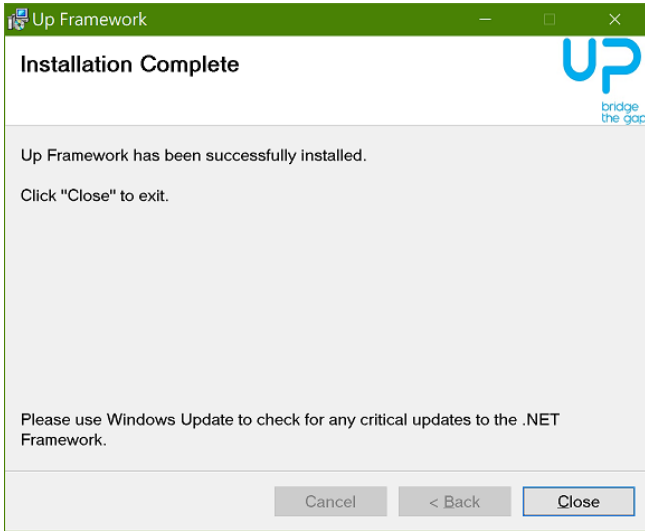 Up Framework
Installation Complete
UP
bridge
the gap
Up Framework has been successfully installed.
Click "Close" to exit.
Please use Windows Update to check for any critical updates to the .NET
Framework.
Cancel
< Back
Close